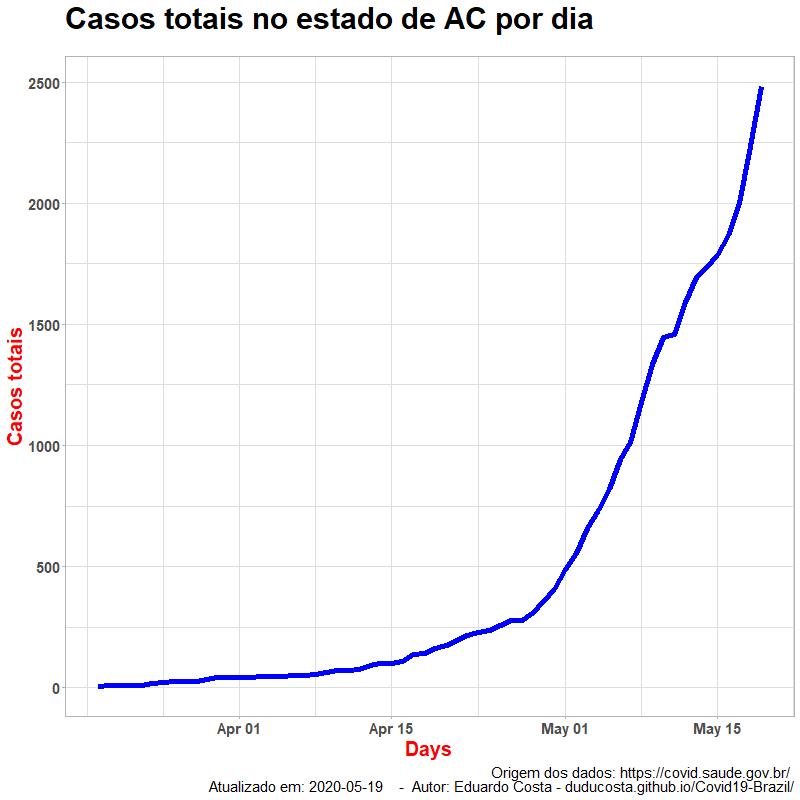 Casos totais no estado de AC por dia
Casos totais
2500
2000
1500
1000
500
0
Apr 01
Apr 15
May 01
May 15
Days
Origem dos dados: https://covid.saude.gov.br/
Atualizado em: 2020-05-19 - Autor: Eduardo Costa - duducosta.github.io/Covid19-Brazil/